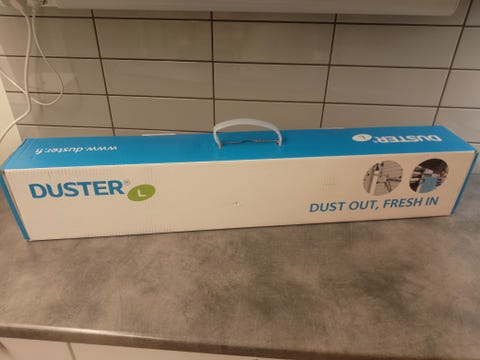 www.duster.fi
DUSTER® L
DUSTER® L
DUST OUT, FRESH IN